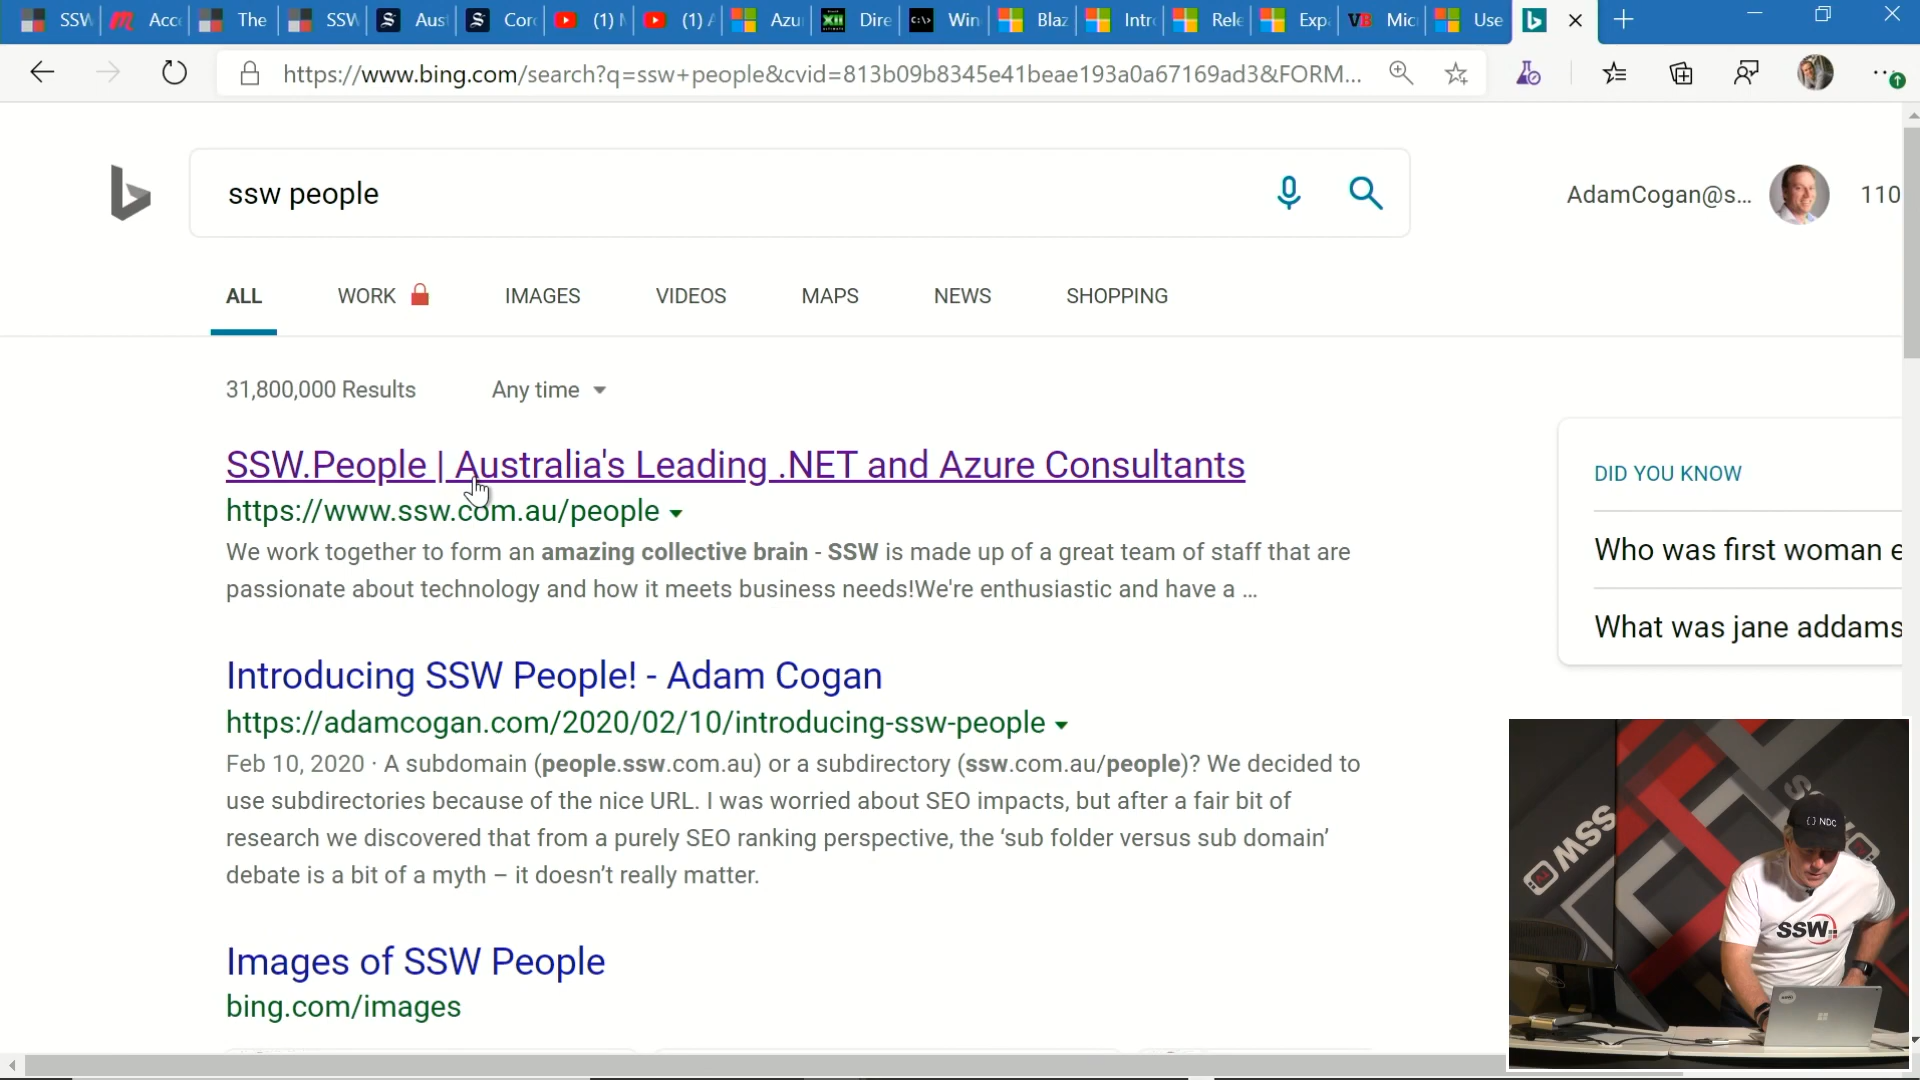 SSW
Acc
The
SSW
Aus
Cor
(1)
(1)
Azu
Dire
Win
Blaz
Intr
Rele
Exp
Mic
Use
https://www.bing.com/search?q=ssw+people&cvid=813b09b8345e41beae193a0a67169ad3&FORM...
ssw people
AdamCogan@s...
110
ALL
WORK
IMAGES
VIDEOS
MAPS
NEWS
SHOPPING
31,800,000 Results
Any time
SSW.People | Australia's Leading .NET and Azure Consultants
https://www.ssw.com.au/people
We work together to form an amazing collective brain - SSW is made up of a great team of staff that are
passionate about technology and how it meets business needs!We're enthusiastic and have a ...
DID YOU KNOW
Who was first woman e
What was jane addams
Introducing SSW People! - Adam Cogan
https://adamcogan.com/2020/02/10/introducing-ssw-people
Feb 10, 2020 · A subdomain (people.ssw.com.au) or a subdirectory (ssw.com.au/people)? We decided to
use subdirectories because of the nice URL. I was worried about SEO impacts, but after a fair bit of
research we discovered that from a purely SEO ranking perspective, the ‘sub folder versus sub domain’
debate is a bit of a myth – it doesn’t really matter.
Images of SSW People
bing.com/images
{} NDC
SSW
SSW